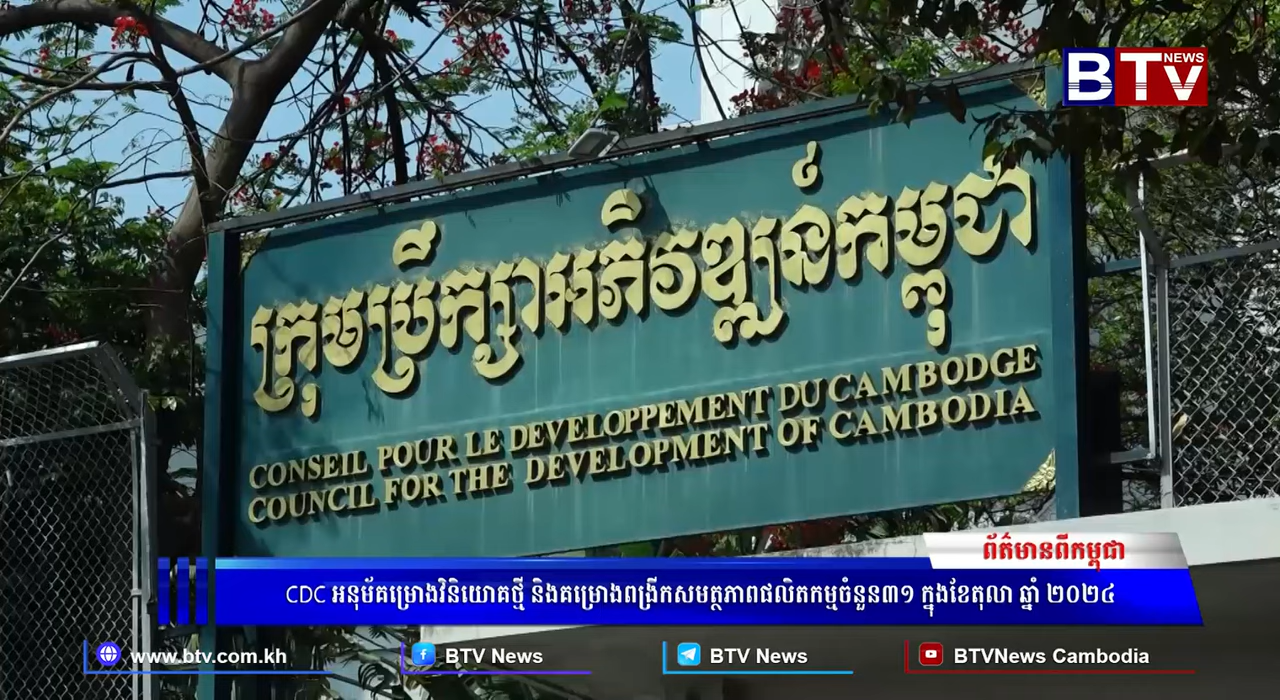 BTV NEWS
ក្រុមប្រឹក្សាអភិវឌ្ឍន៍កម្ពុជា
CONSEIL POUR LE DEVELOPPEMENT DU CAMBODGE
COUNCIL FOR THE DEVELOPMENT OF CAMBODIA
ព័ត៌មានពីកម្ពុជា
CDC អនុម័តគម្រោងវិនិយោគថ្មី និងគម្រោងពង្រីកសមត្ថភាពផលិតកម្មចំនួន៣១ ក្នុងខែតុលា ឆ្នាំ ២០២៤
www.btv.com.kh
BTV News
BTV News
BTVNews Cambodia